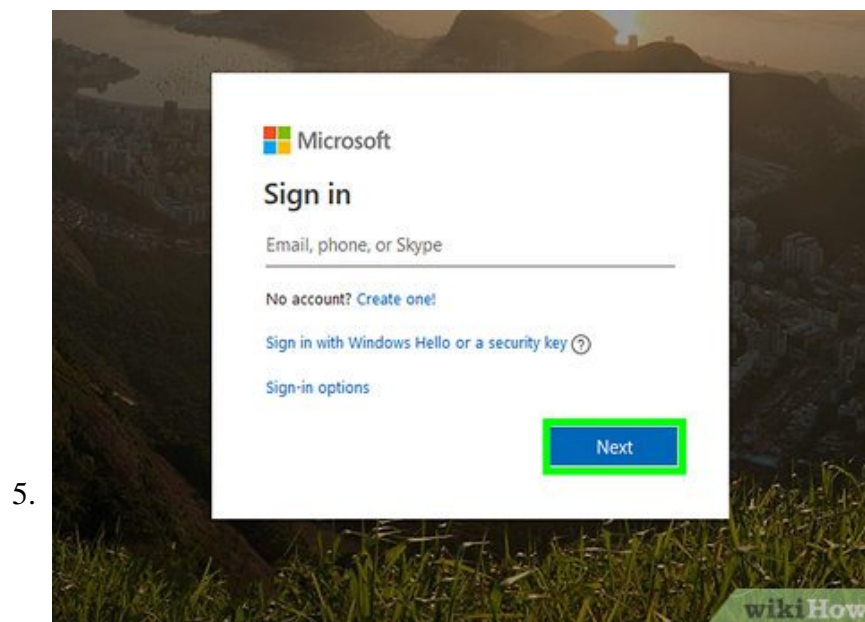 Microsoft
Sign in
Email, phone, or Skype
No account? Create one!
Sign in with Windows Hello or a security key ?
Sign-in options
Next
5.
wikiHow